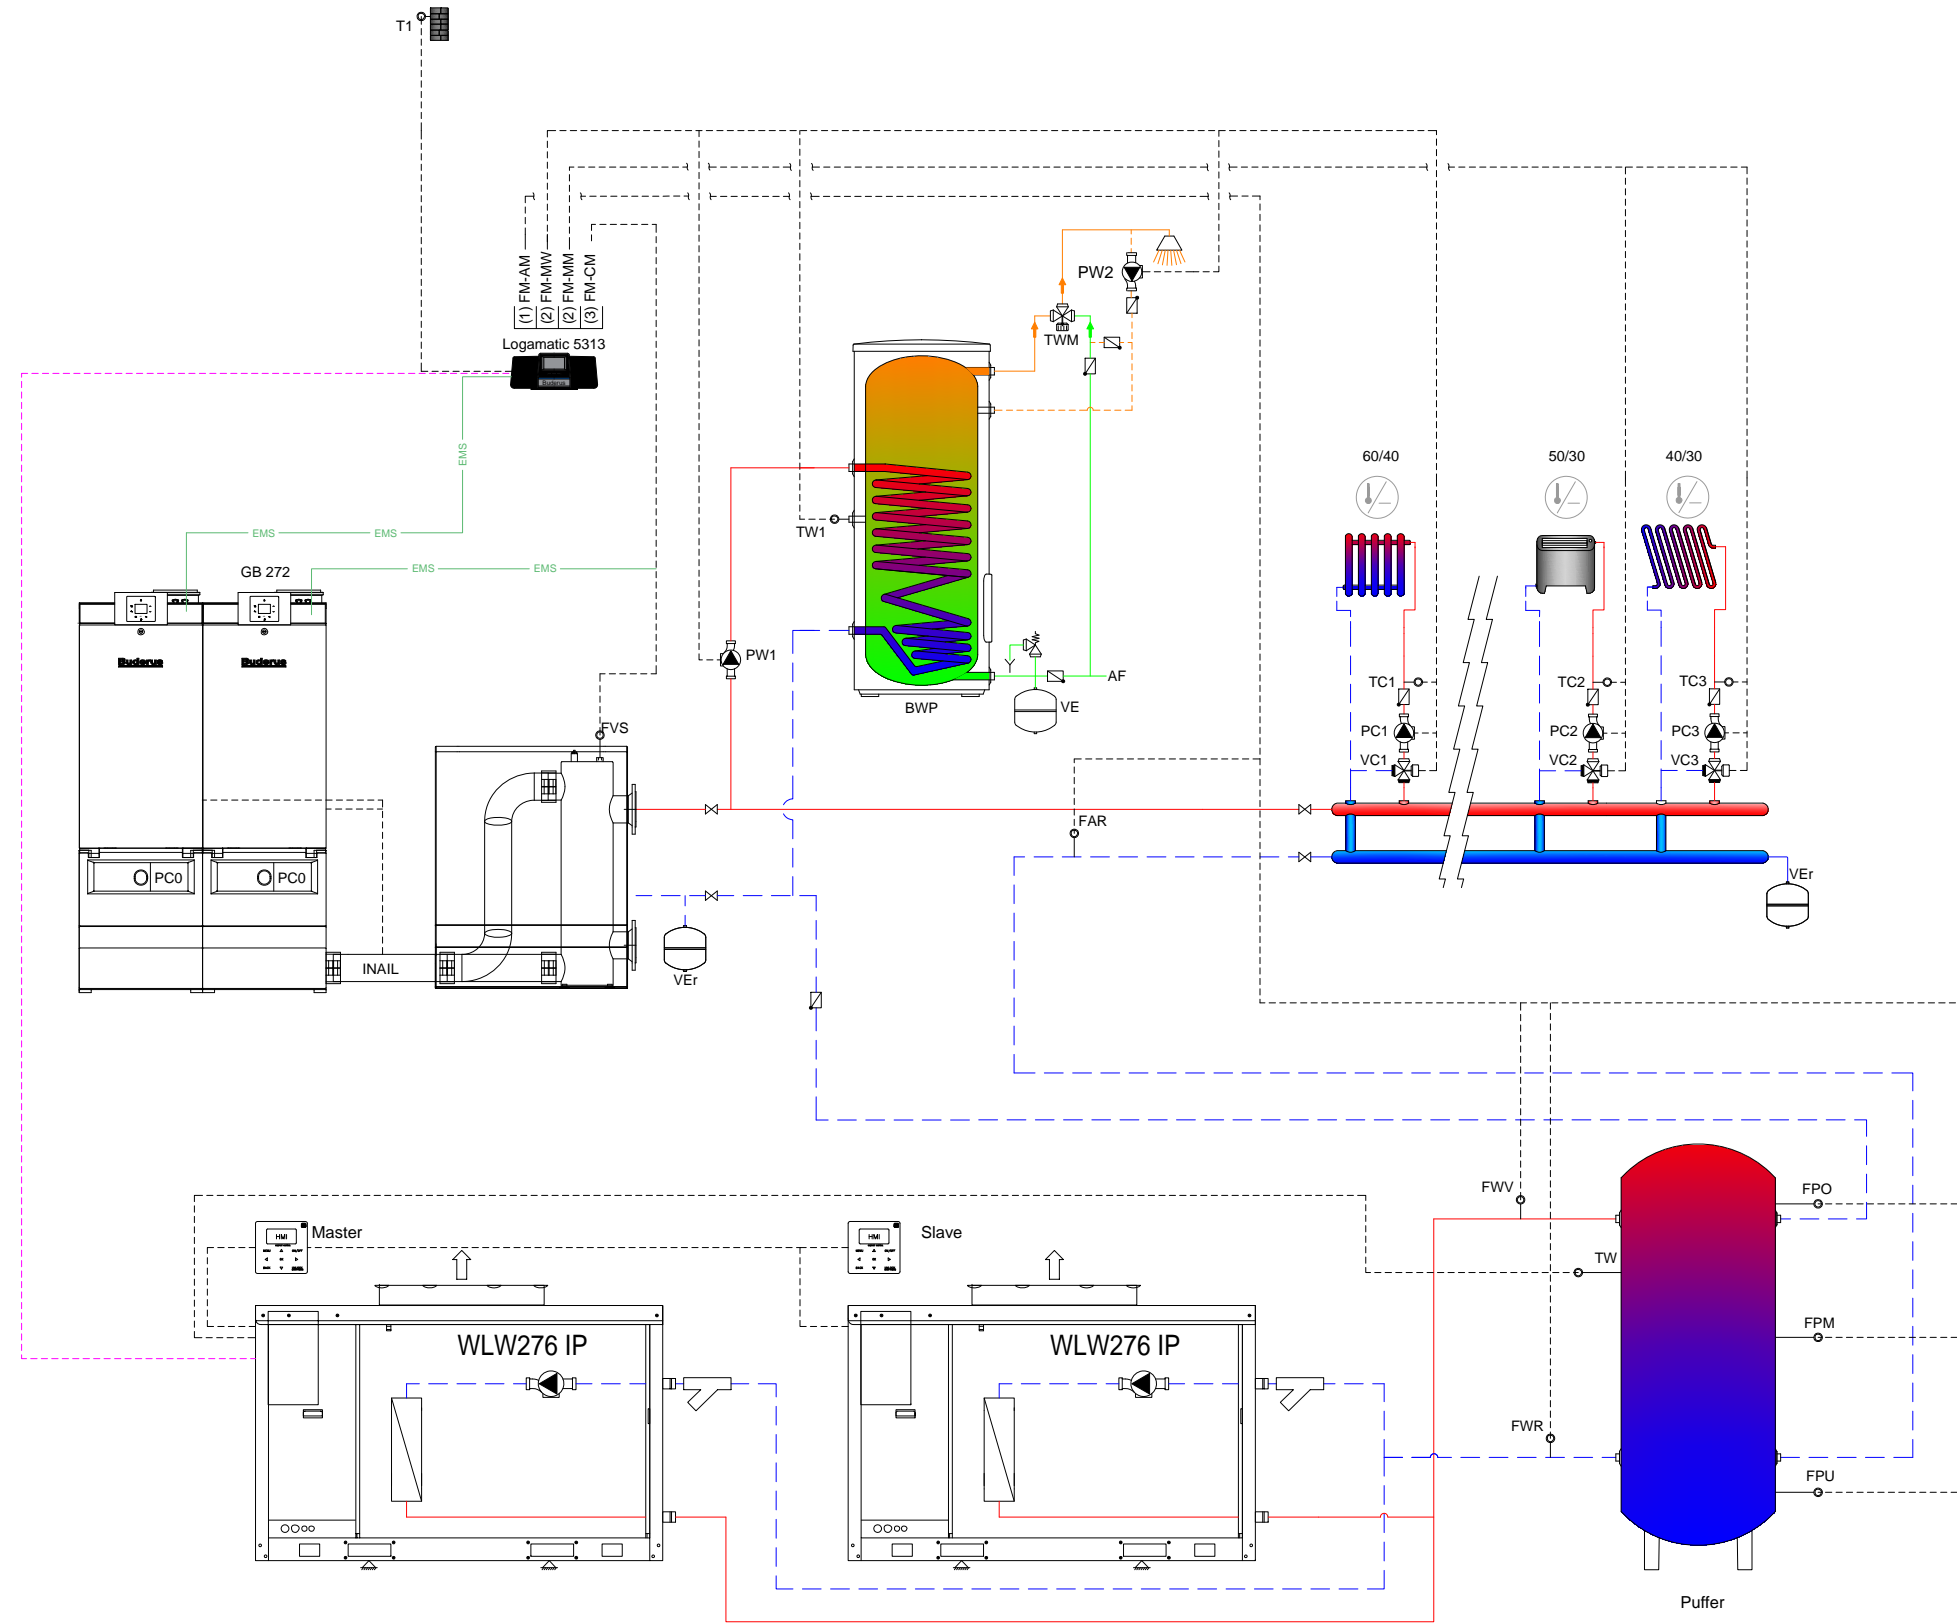 T1
(1) FM-AM
(2) FM-MW
(2) FM-MM
(3) FM-CM
Logamatic 5313
Buderus
EMS
EMS
EMS
EMS
EMS
GB 272
Buderus
Buderus
PC0
PC0
INAIL
FVS
VEr
PW1
TW1
BWP
PW2
TWM
AF
VE
60/40
50/30
40/30
TC1
TC2
TC3
PC1
PC2
PC3
VC1
VC2
VC3
FAR
VEr
FWV
FPO
TW
FPM
FWR
FPU
Puffer
HMI
Master
HMI
Slave
WLW276 IP
WLW276 IP